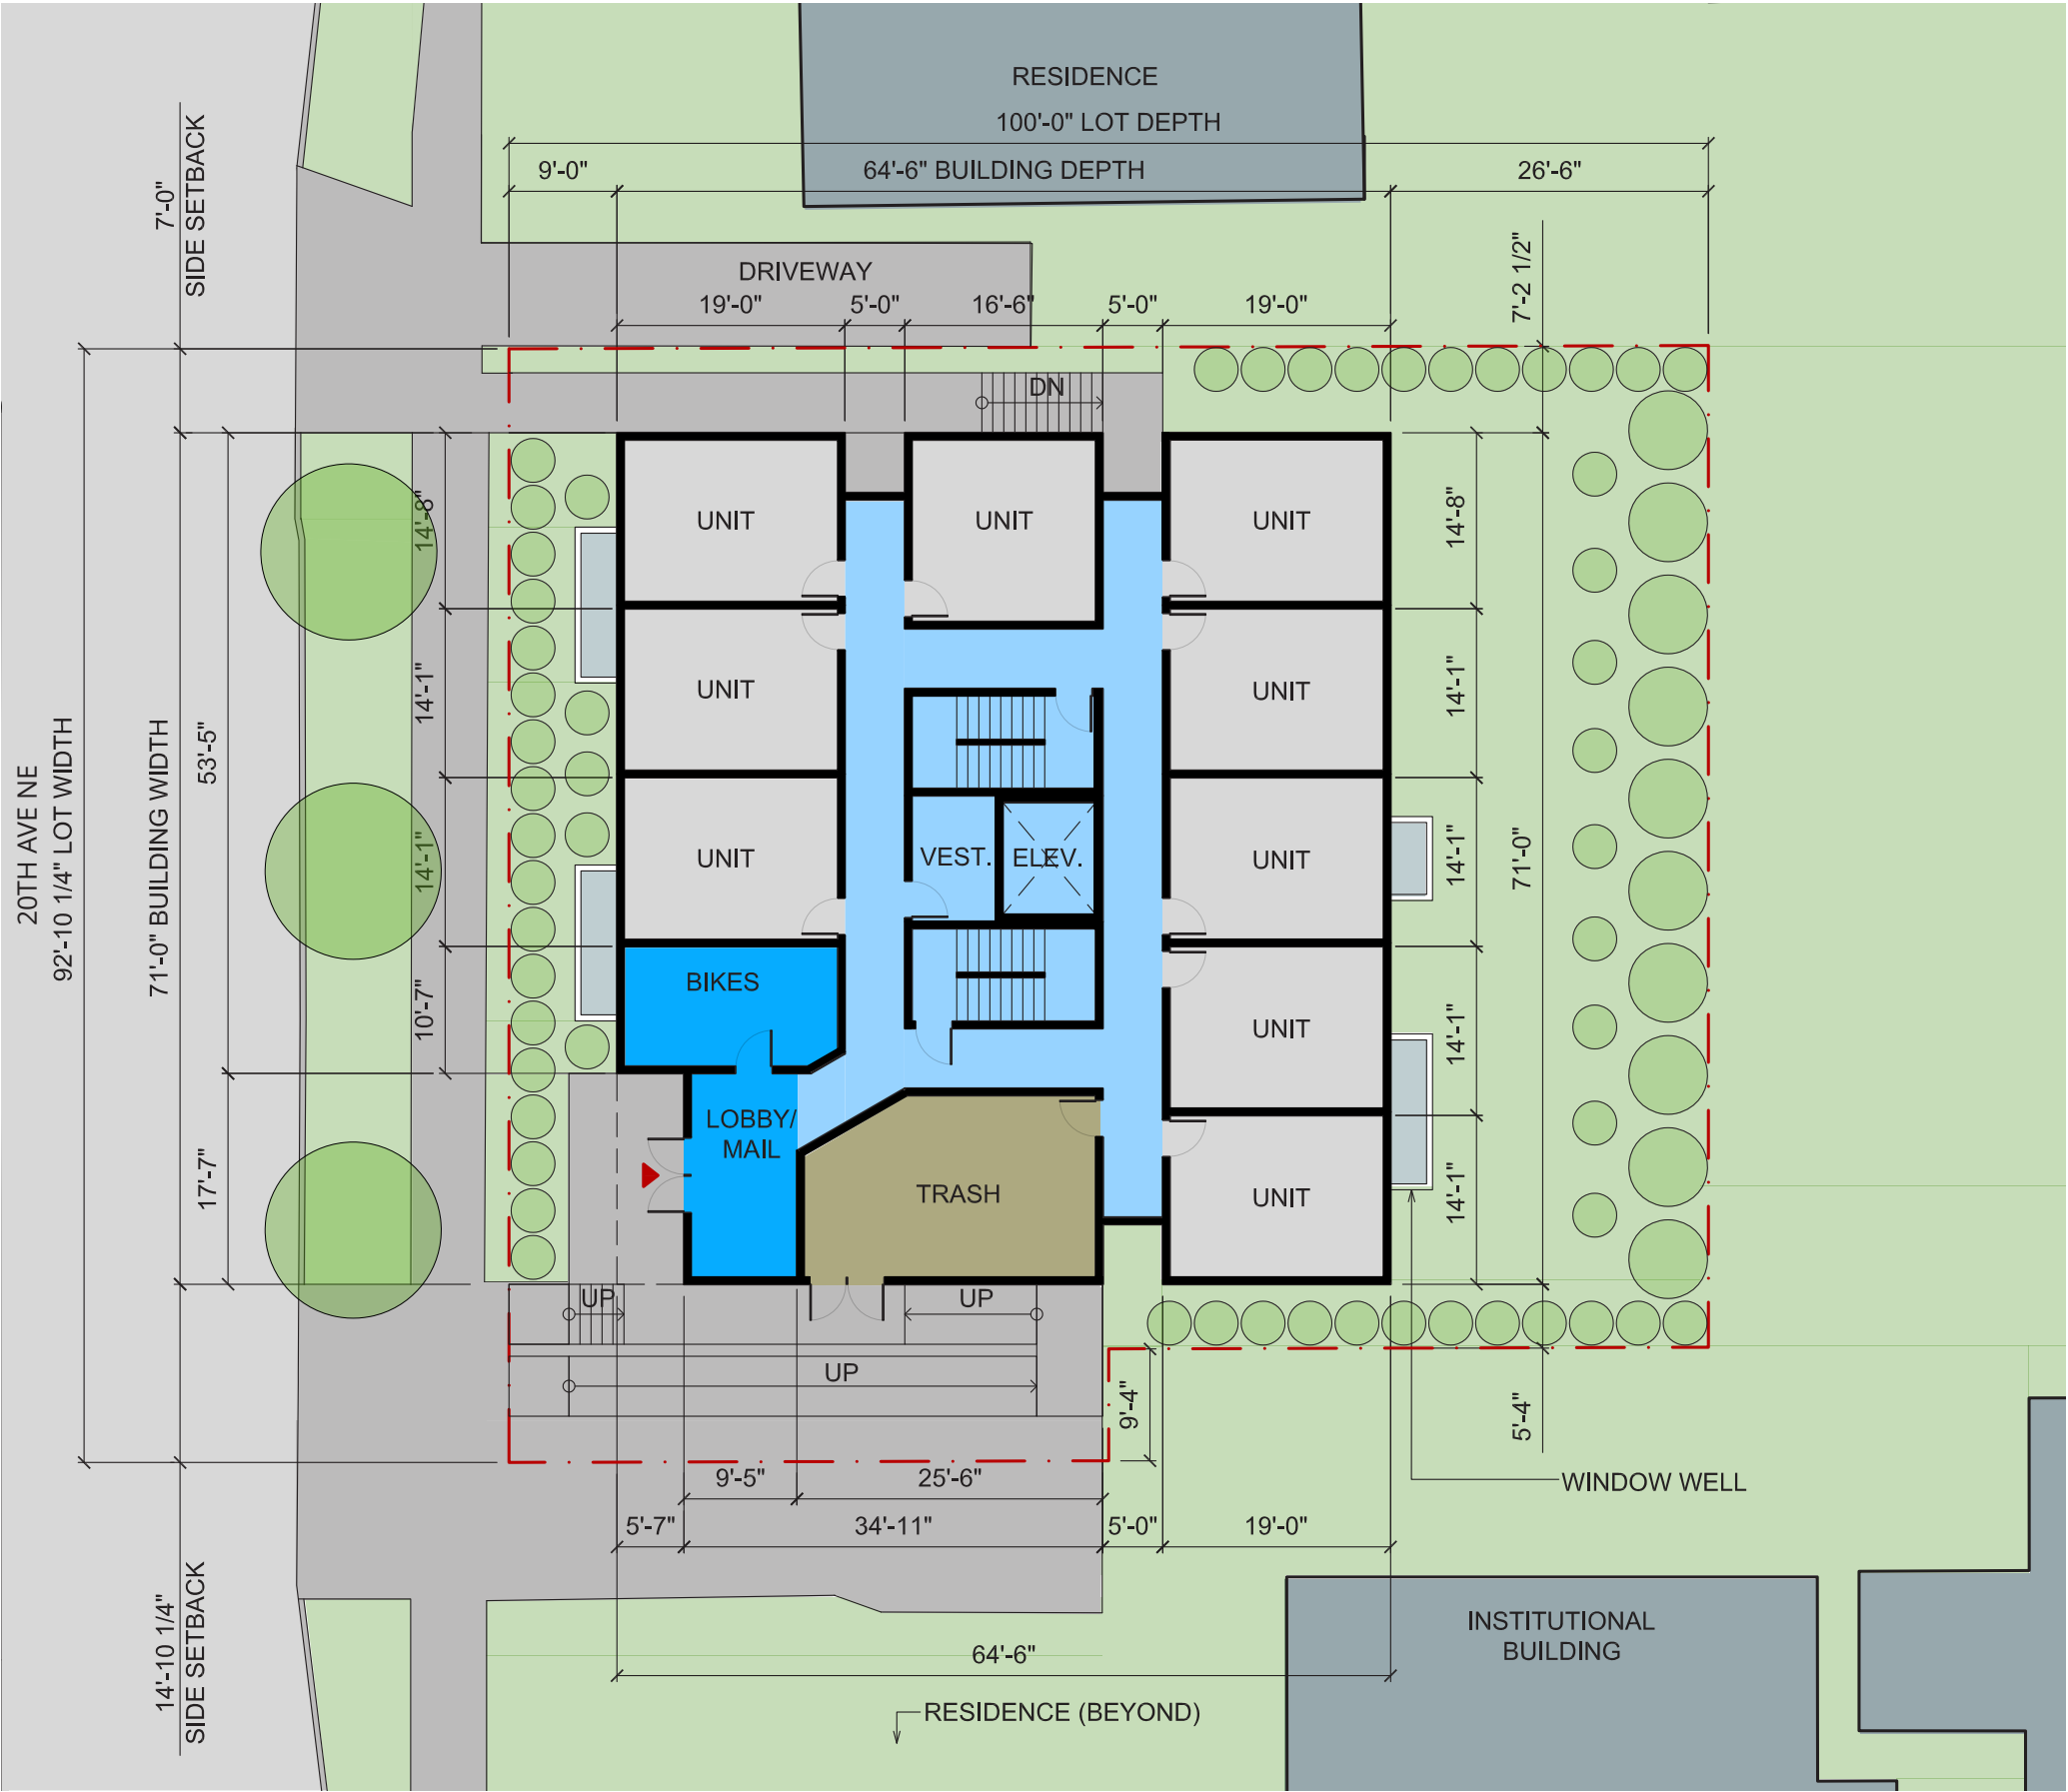 RESIDENCE
100'-0" LOT DEPTH
9'-0"
64'-6" BUILDING DEPTH
26'-6"
7'-0"
SIDE SETBACK
DRIVEWAY
7'-2 1/2"
19'-0"
5'-0"
16'-6"
5'-0"
19'-0"
DN
14'-8"
UNIT
UNIT
UNIT
14'-8"
14'-1"
UNIT
UNIT
14'-1"
20TH AVE NE
92'-10 1/4" LOT WIDTH
71'-0" BUILDING WIDTH
53'-5"
14'-1"
UNIT
VEST.
ELEV.
UNIT
14'-1"
71'-0"
10'-7"
BIKES
UNIT
14'-1"
17'-7"
LOBBY/
MAIL
TRASH
UNIT
14'-1"
UP
UP
UP
9'-4"
5'-4"
9'-5"
25'-6"
WINDOW WELL
5'-7"
34'-11"
5'-0"
19'-0"
14'-10 1/4"
SIDE SETBACK
INSTITUTIONAL
BUILDING
64'-6"
RESIDENCE (BEYOND)